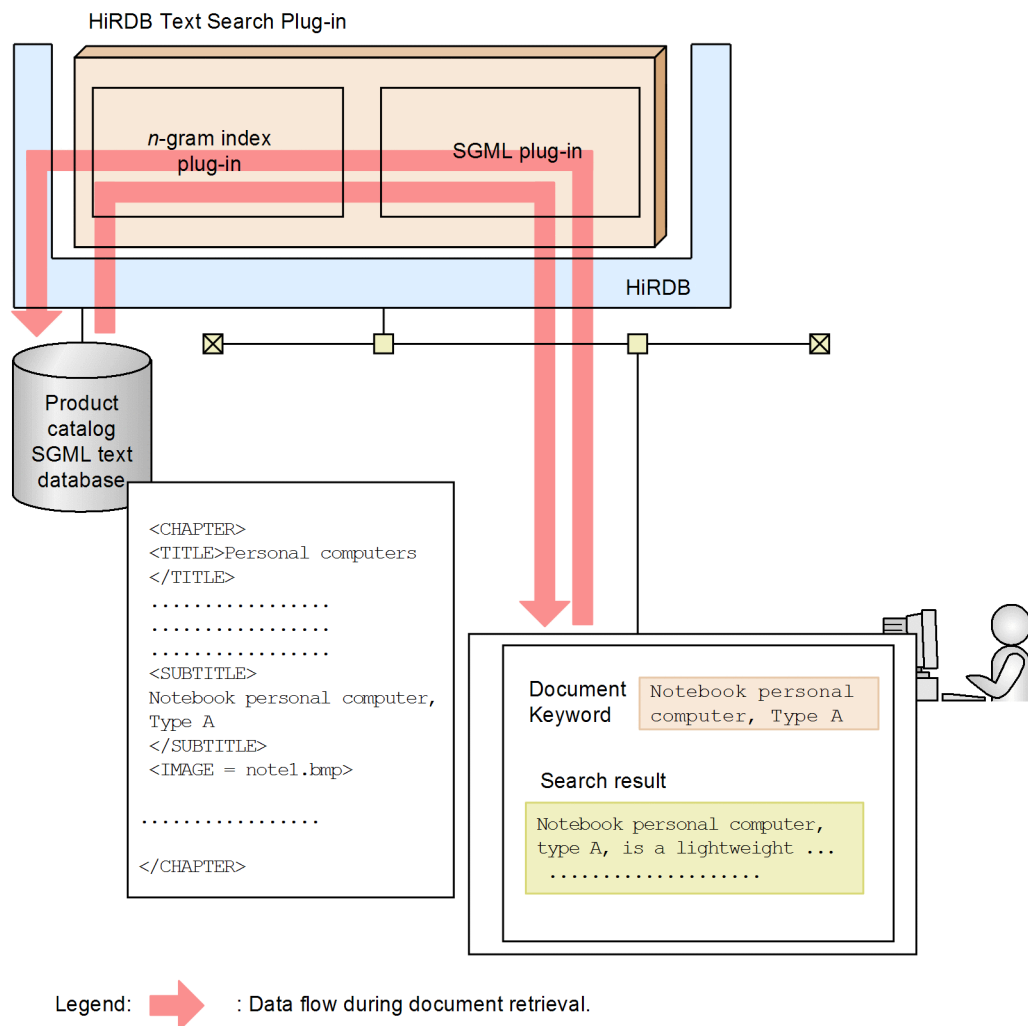 HiRDB Text Search Plug-in
n-gram index
plug-in
SGML plug-in
HiRDB
Product
catalog
SGML text
database
<CHAPTER>
<TITLE>Personal computers
</TITLE>
.................
.................
.................
<SUBTITLE>
Notebook personal computer,
Type A
</SUBTITLE>
<IMAGE = note1.bmp>
.................
</CHAPTER>
Document
Keyword
Notebook personal
computer, Type A
Search result
Notebook personal computer,
type A, is a lightweight ...
....................
Legend:
: Data flow during document retrieval.